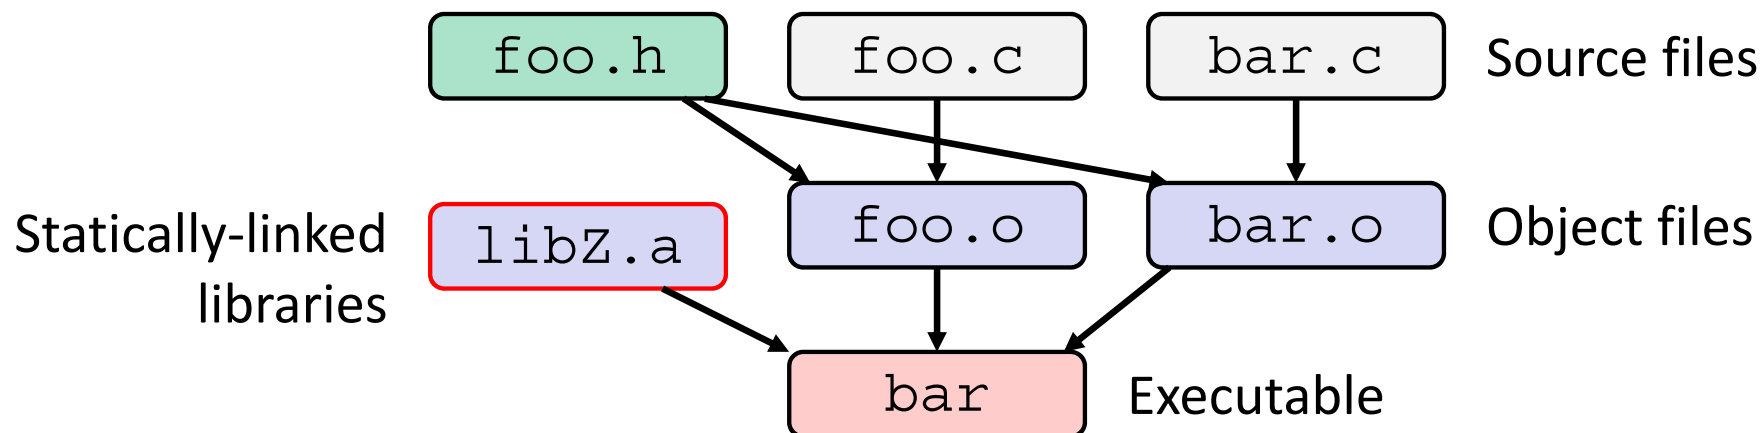 foo.h foo.c bar.c Source files
Statically-linked
libraries
libZ.a foo.o bar.o Object files
bar Executable